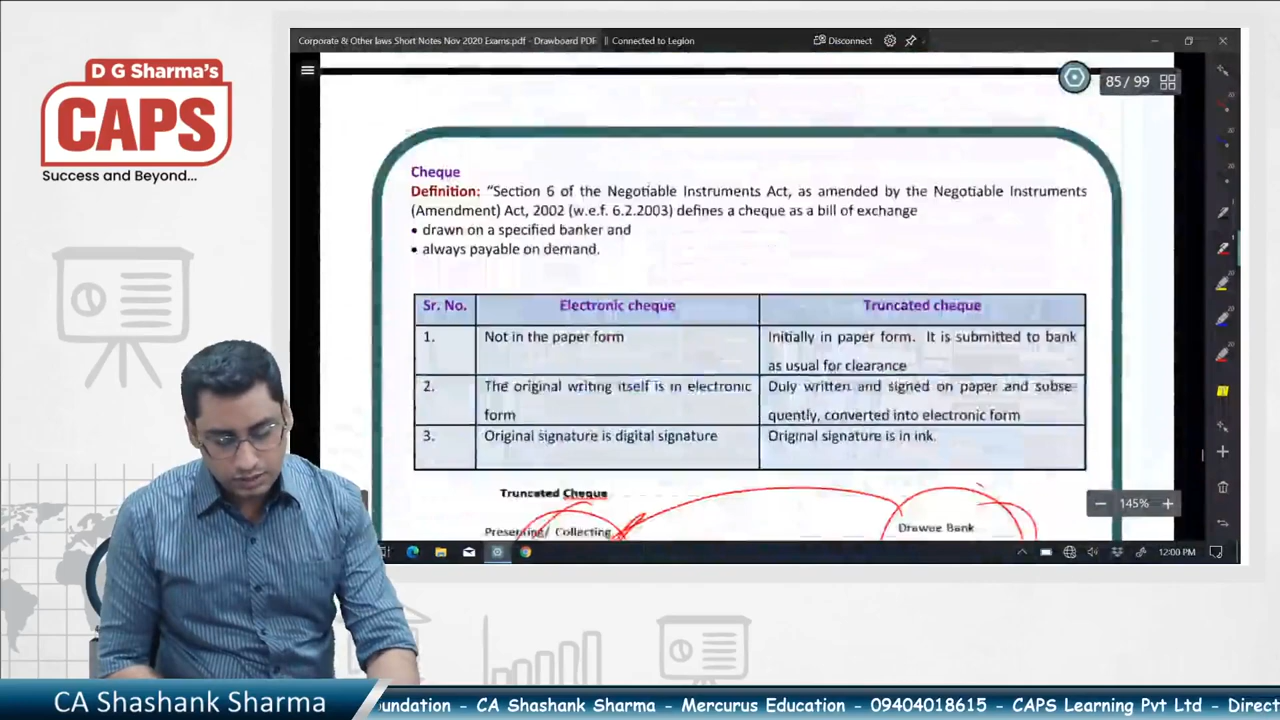 D G Sharma's
CAPS
Success and Beyond...
Corporate & Other laws Short Notes Nov 2020 Exams.pdf - Drawboard PDF || Connected to Legion
Disconnect
85 / 99
Cheque
Definition: “Section 6 of the Negotiable Instruments Act, as amended by the Negotiable Instruments
(Amendment) Act, 2002 (w.e.f. 6.2.2003) defines a cheque as a bill of exchange
• drawn on a specified banker and
• always payable on demand.
Sr. No. Electronic cheque Truncated cheque
1. Not in the paper form Initially in paper form. It is submitted to bank
as usual for clearance
2. The original writing itself is in electronic Duly written and signed on paper and subse-
form quently, converted into electronic form
3. Original signature is digital signature Original signature is in ink.
Truncated Cheque
Presenting/ Collecting Drawee Bank
145%
12:00 PM
CA Shashank Sharma
oundation - CA Shashank Sharma - Mercurus Education - 09404018615 - CAPS Learning Pvt Ltd - Direct